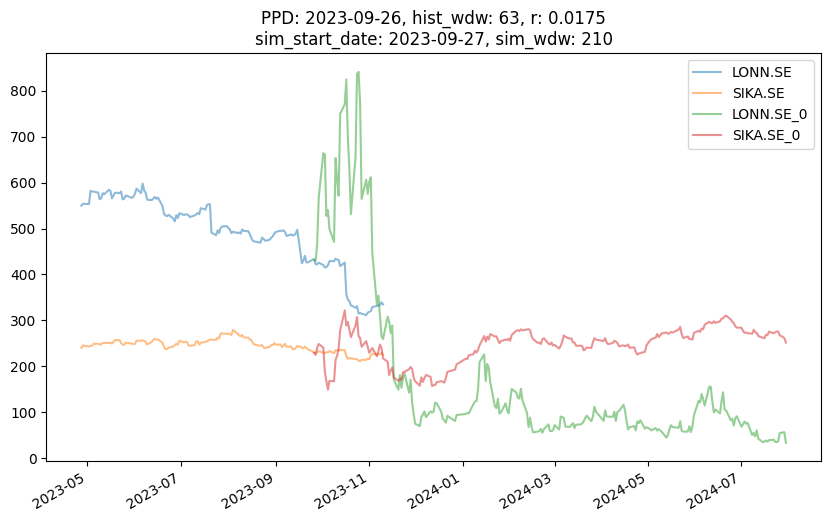 PPD: 2023-09-26, hist_wdw: 63, r: 0.0175
sim_start_date: 2023-09-27, sim_wdw: 210
LONN.SE
SIKA.SE
LONN.SE_0
SIKA.SE_0
800
700
600
500
400
300
200
100
0
2023-05
2023-07
2023-09
2023-11
2024-01
2024-03
2024-05
2024-07